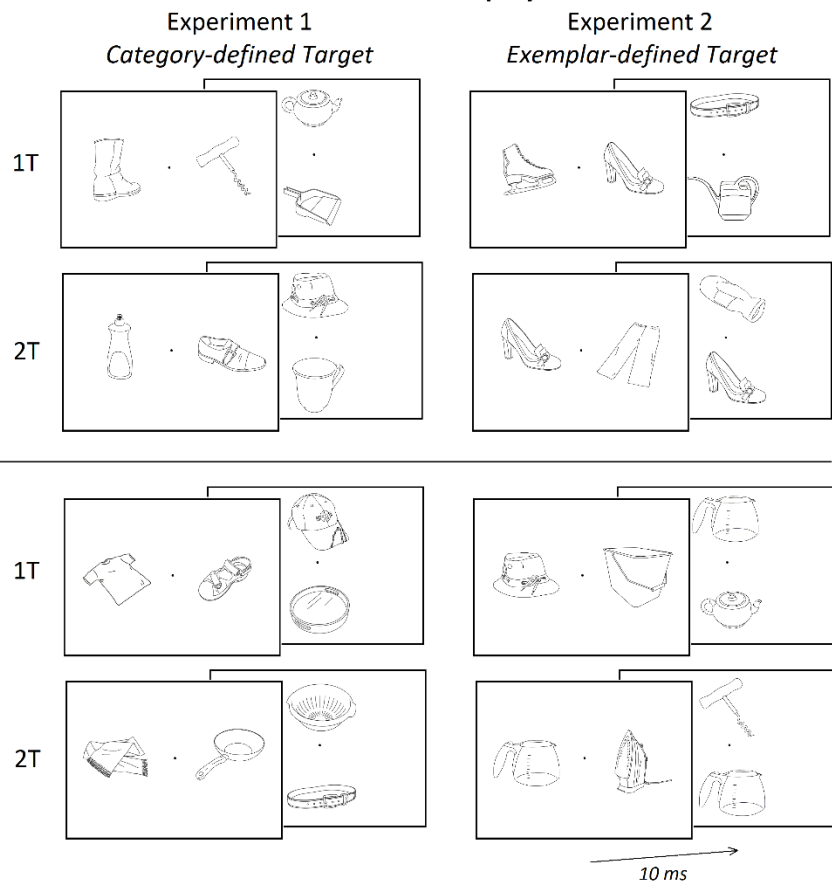 Experiment 1 Experiment 2
Category-defined Target Exemplar-defined Target
1T
2T
1T
2T
10 ms